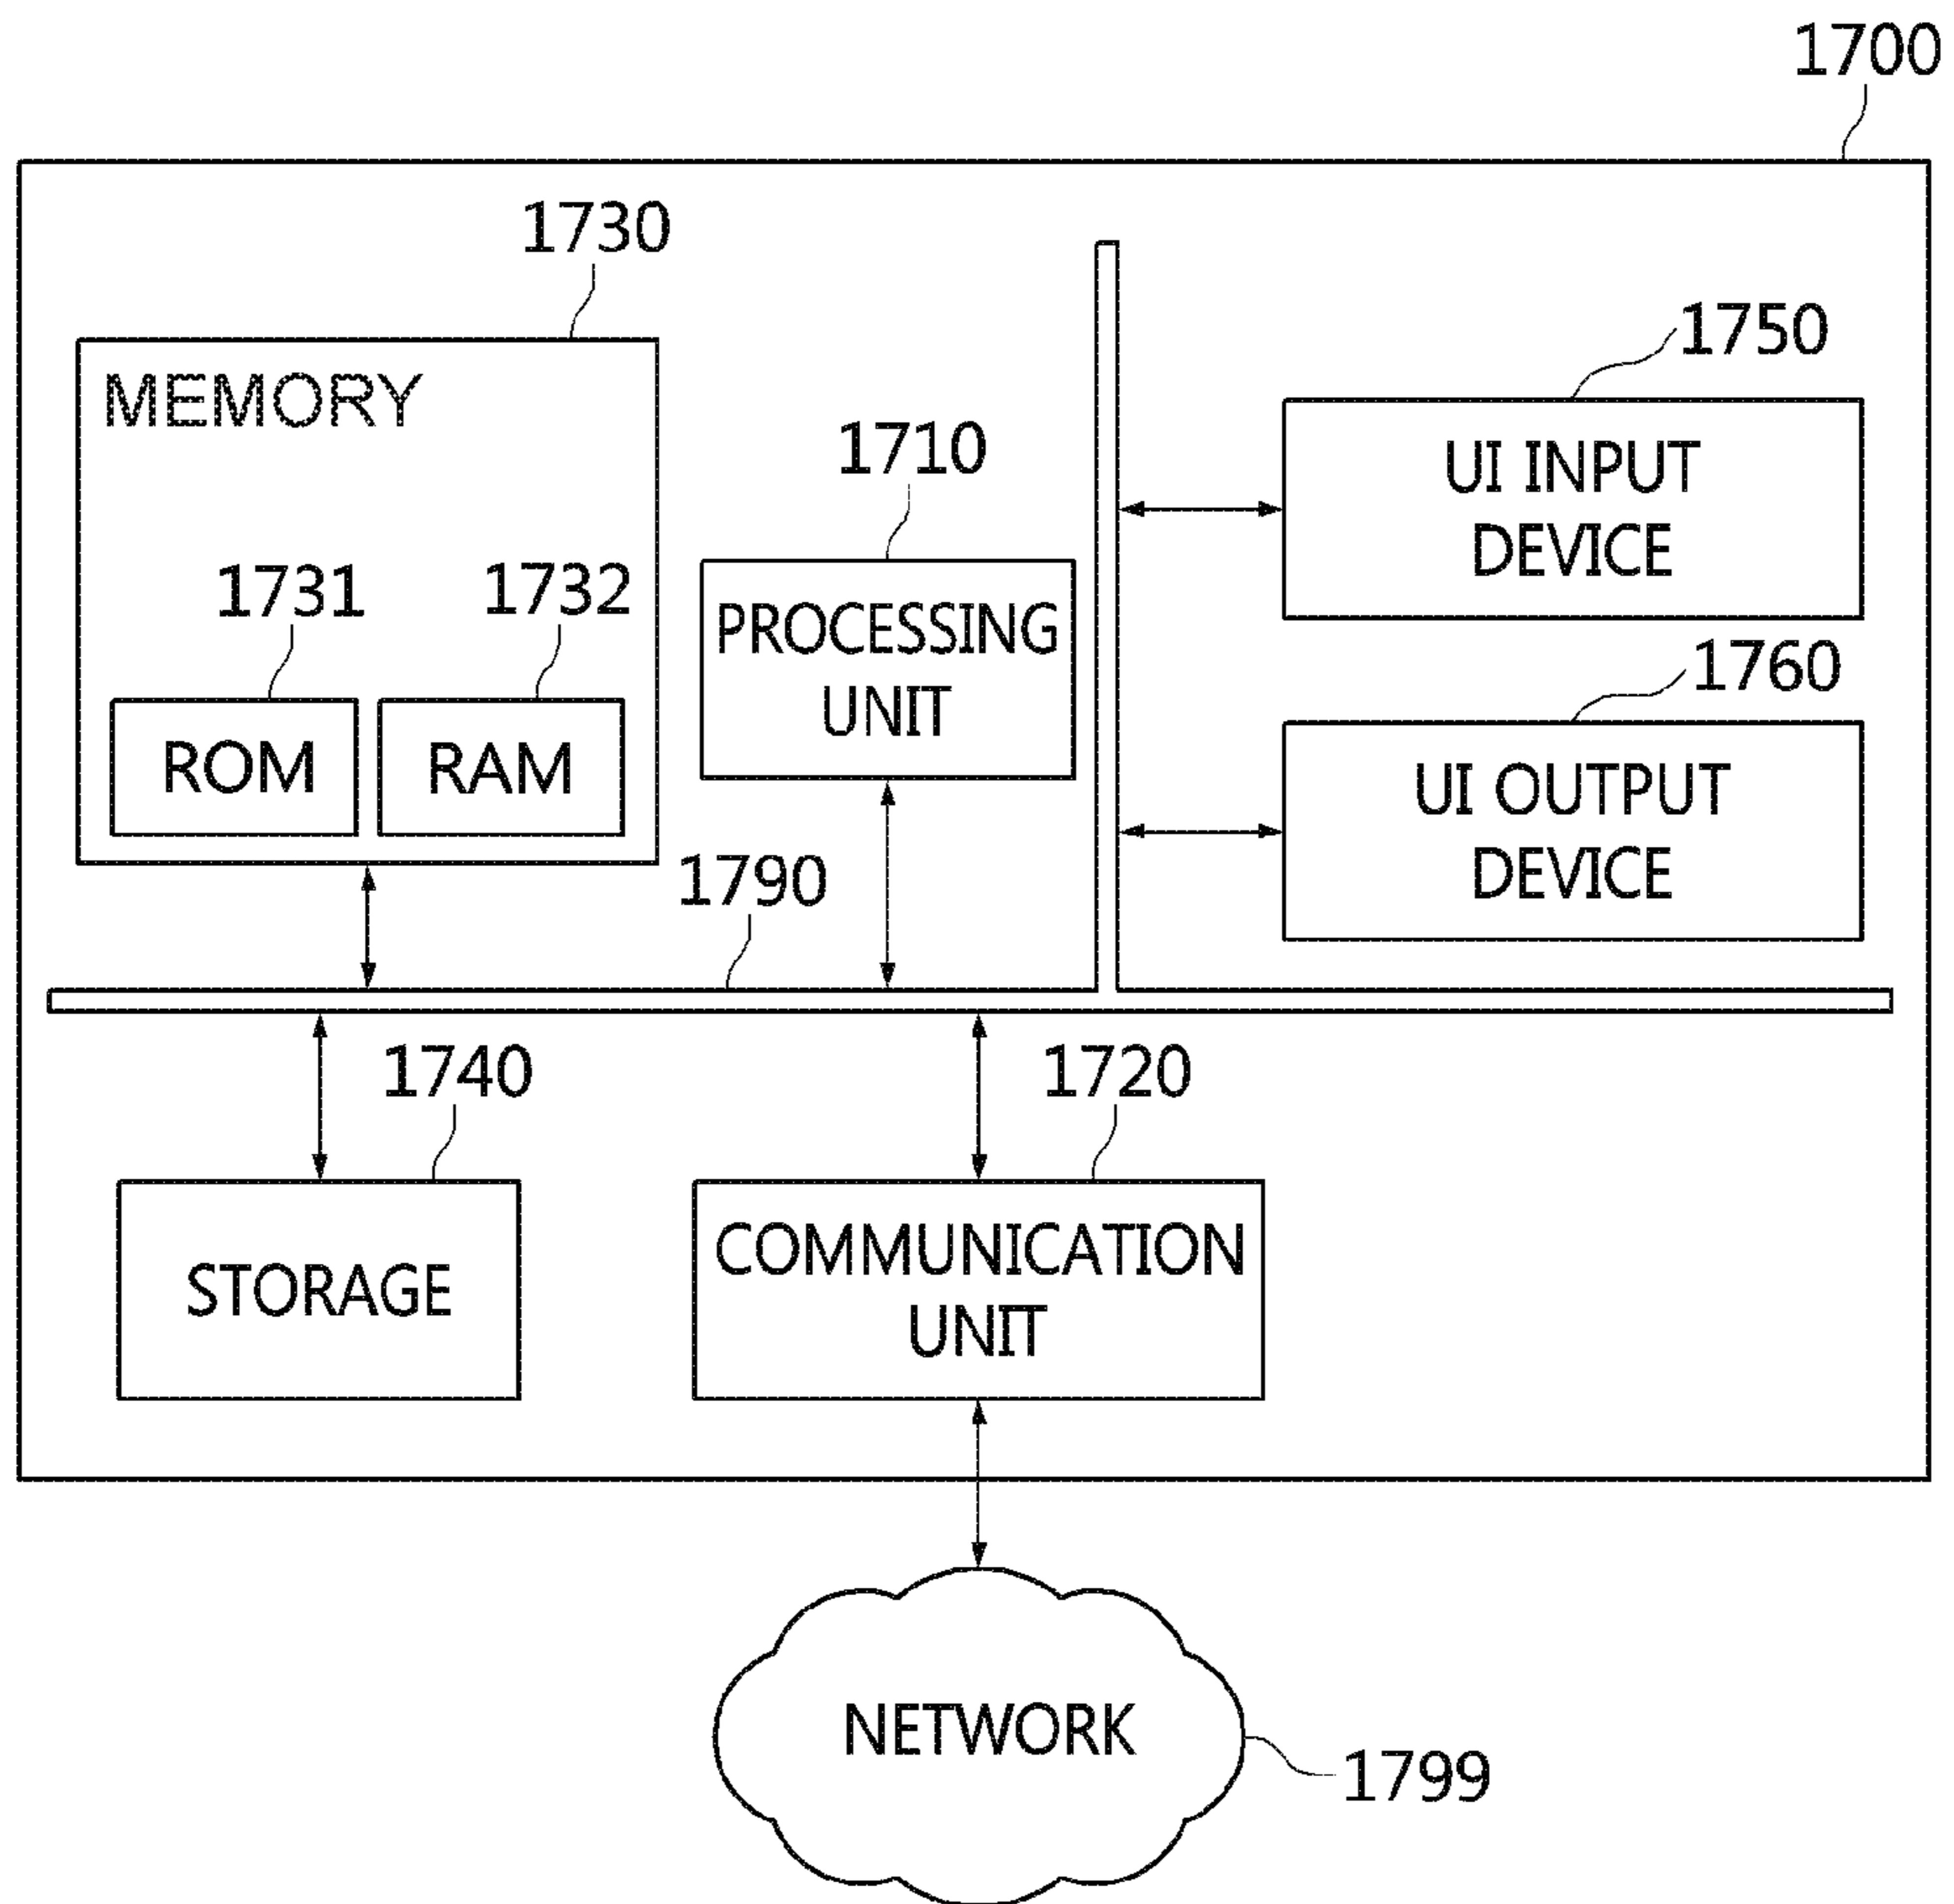 1700
1730
MEMORY
1750
UI INPUT
DEVICE
1710
PROCESSING
UNIT
1731
1732
ROM
RAM
1760
UI OUTPUT
DEVICE
1790
1740
1720
STORAGE
COMMUNICATION
UNIT
NETWORK
1799